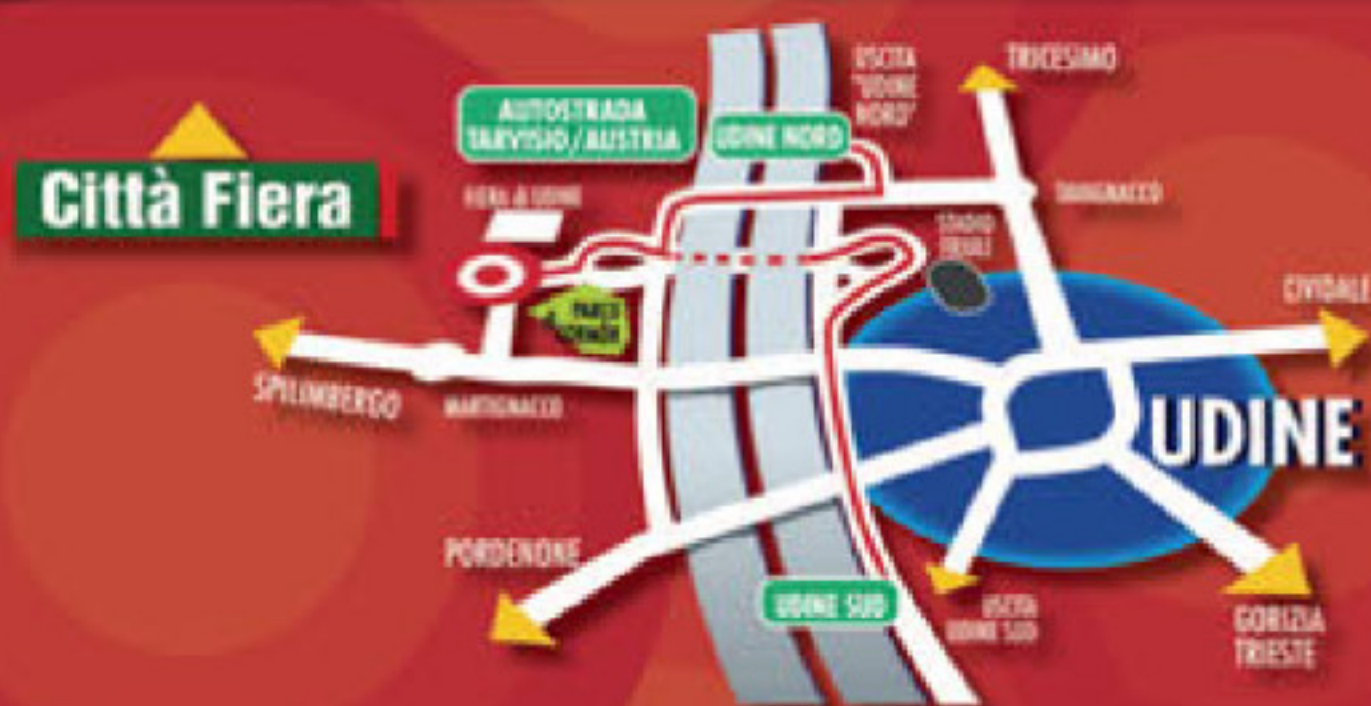 USCITA
"UDINE
NORD"
TRICESIMO
AUTOSTRADA
TARVISIO/AUSTRIA
UDINE NORD
Città Fiera
FIERA di UDINE
TAVAGNACCO
STADIO
FRIULI
CIVIDALE
PARCO
SPILIMBERGO
MARTIGNACCO
UDINE
PORDENONE
UDINE SUD
USCITA
UDINE SUD
GORIZIA
TRIESTE